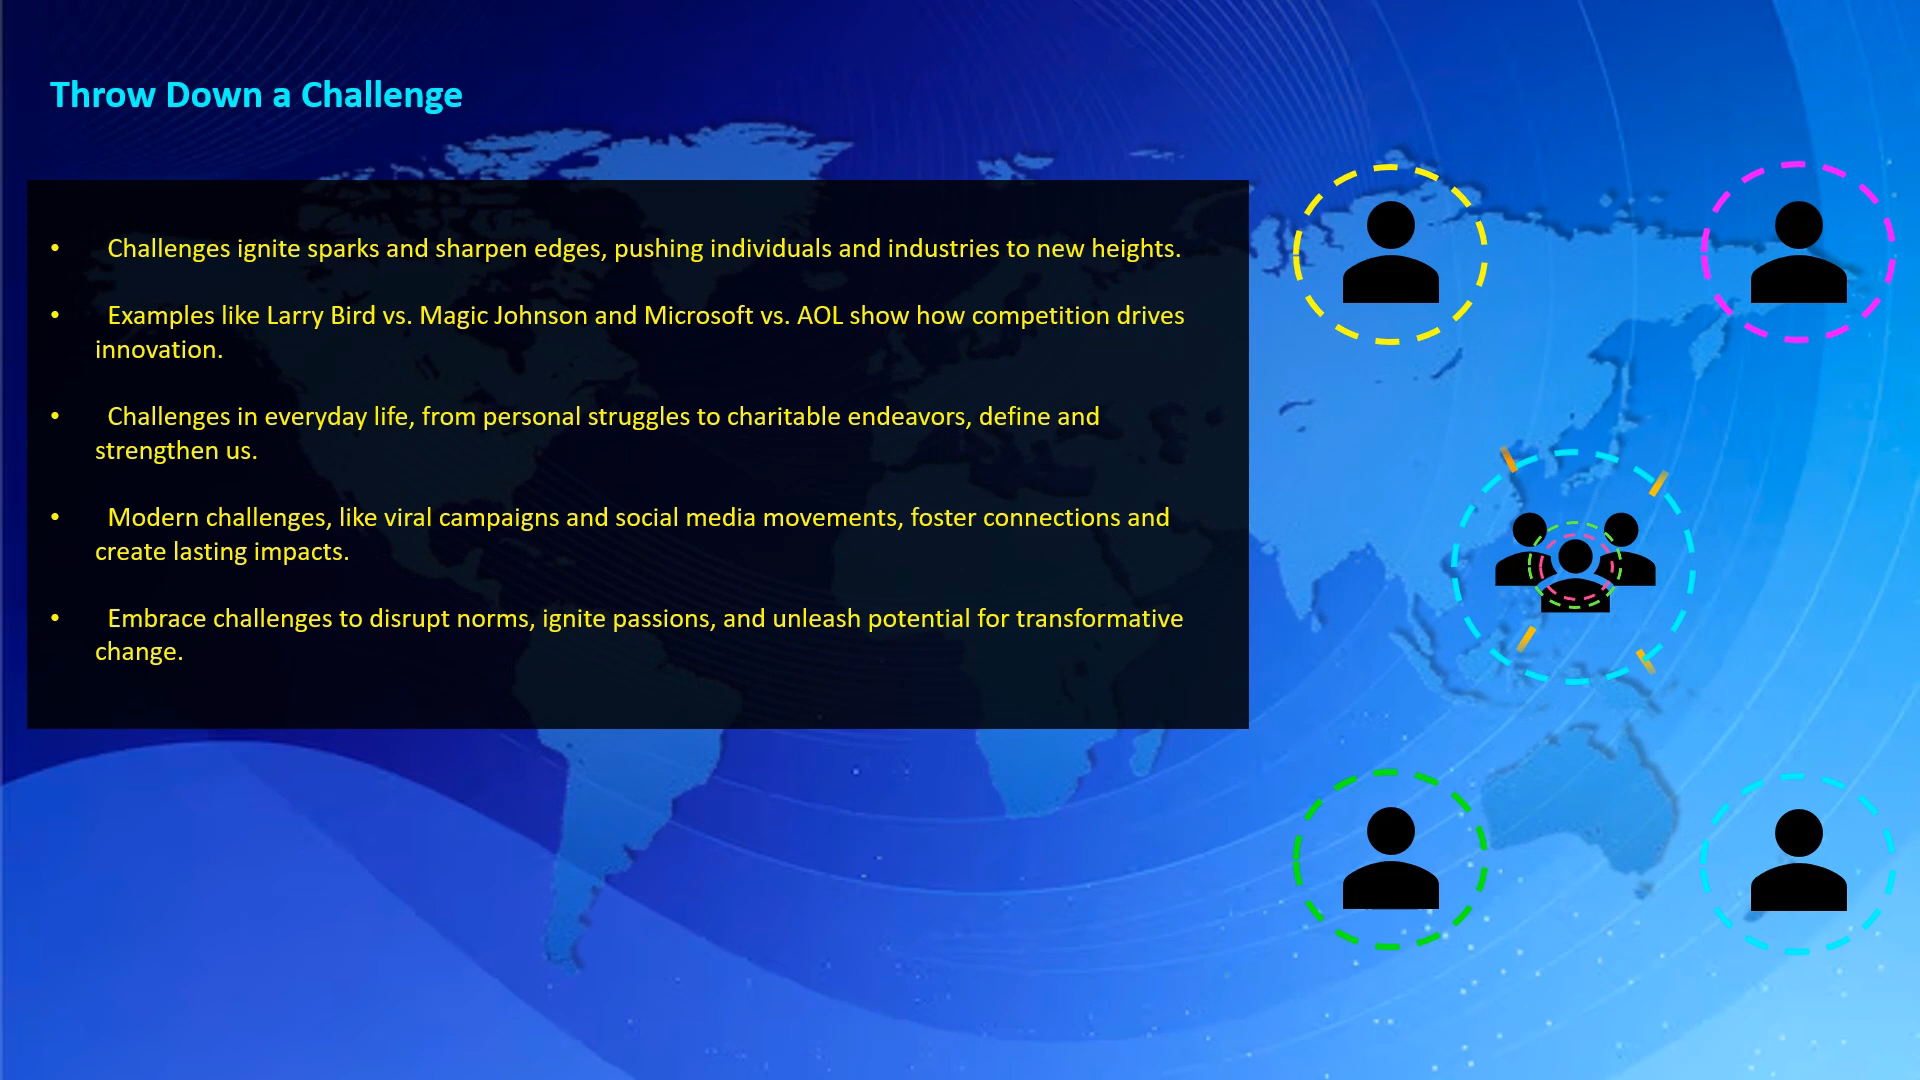 Throw Down a Challenge
• Challenges ignite sparks and sharpen edges, pushing individuals and industries to new heights.
• Examples like Larry Bird vs. Magic Johnson and Microsoft vs. AOL show how competition drives
innovation.
• Challenges in everyday life, from personal struggles to charitable endeavors, define and
strengthen us.
• Modern challenges, like viral campaigns and social media movements, foster connections and
create lasting impacts.
• Embrace challenges to disrupt norms, ignite passions, and unleash potential for transformative
change.